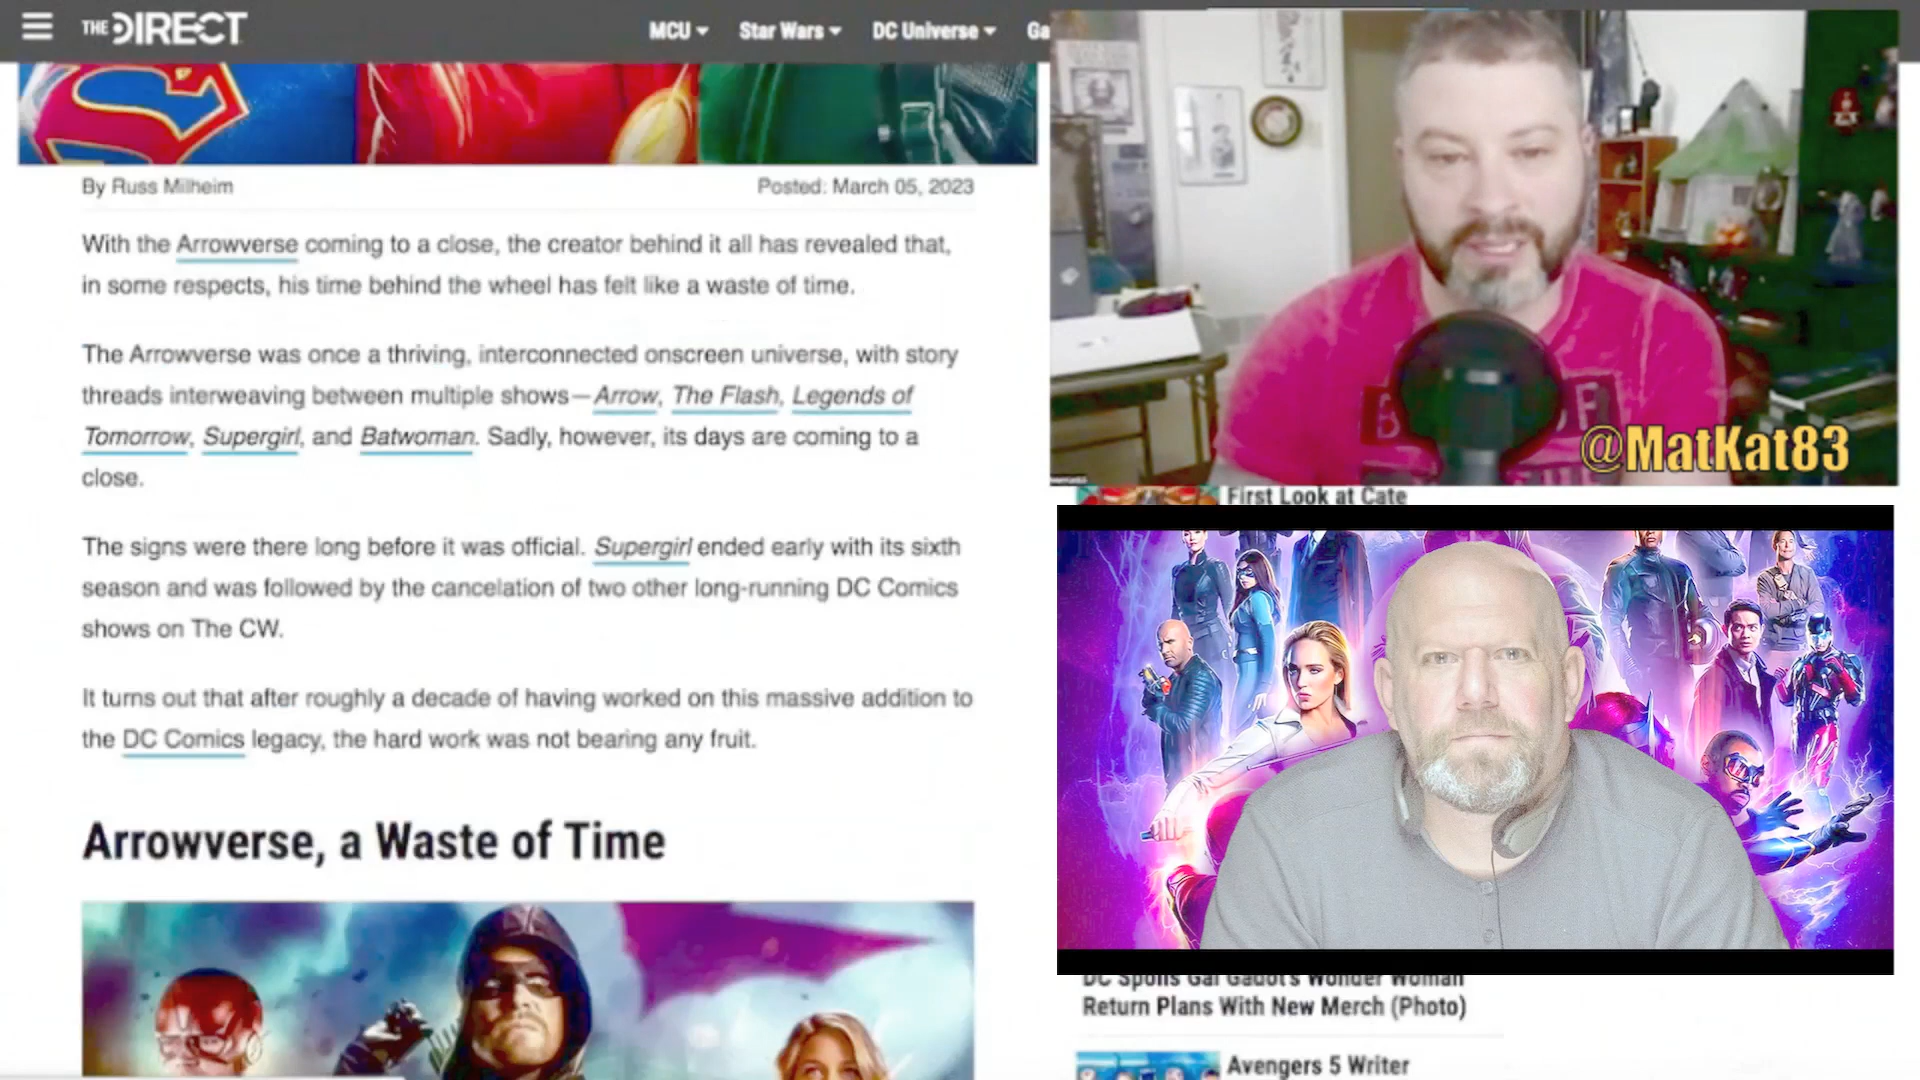 THE DIRECT
MCU
Star Wars
DC Universe
Ga
By Russ Milheim
Posted: March 05, 2023
With the Arrowverse coming to a close, the creator behind it all has revealed that,
in some respects, his time behind the wheel has felt like a waste of time.
The Arrowverse was once a thriving, interconnected onscreen universe, with story
threads interweaving between multiple shows—Arrow, The Flash, Legends of
Tomorrow, Supergirl, and Batwoman. Sadly, however, its days are coming to a
close.
The signs were there long before it was official. Supergirl ended early with its sixth
season and was followed by the cancelation of two other long-running DC Comics
shows on The CW.
It turns out that after roughly a decade of having worked on this massive addition to
the DC Comics legacy, the hard work was not bearing any fruit.
Arrowverse, a Waste of Time
@MatKat83
First Look at Cate
DC Spoils Gal Gadot's Wonder Woman
Return Plans With New Merch (Photo)
Avengers 5 Writer